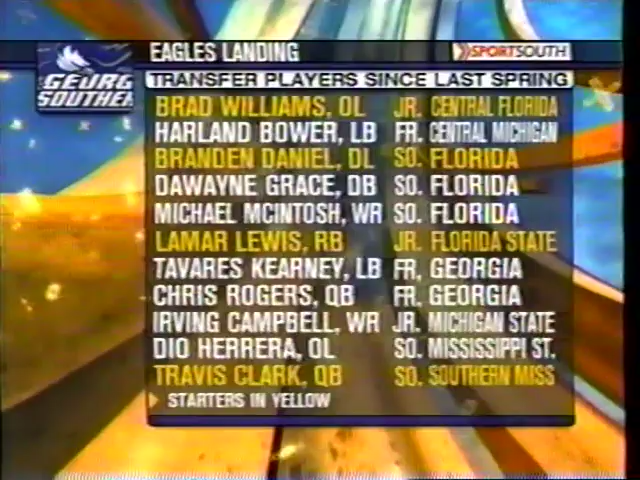 EAGLES LANDING
SPORTSOUTH
GEORG
SOUTHER
TRANSFER PLAYERS SINCE LAST SPRING
BRAD WILLIAMS, OL JR. CENTRAL FLORIDA
HARLAND BOWER, LB FR. CENTRAL MICHIGAN
BRANDEN DANIEL, DL SO. FLORIDA
DAWAYNE GRACE, DB SO. FLORIDA
MICHAEL MCINTOSH, WR SO. FLORIDA
LAMAR LEWIS, RB JR. FLORIDA STATE
TAVARES KEARNEY, LB FR, GEORGIA
CHRIS ROGERS, QB FR, GEORGIA
IRVING CAMPBELL, WR JR. MICHIGAN STATE
DIO HERRERA, OL SO. MISSISSIPPI ST.
TRAVIS CLARK, QB SO. SOUTHERN MISS
STARTERS IN YELLOW